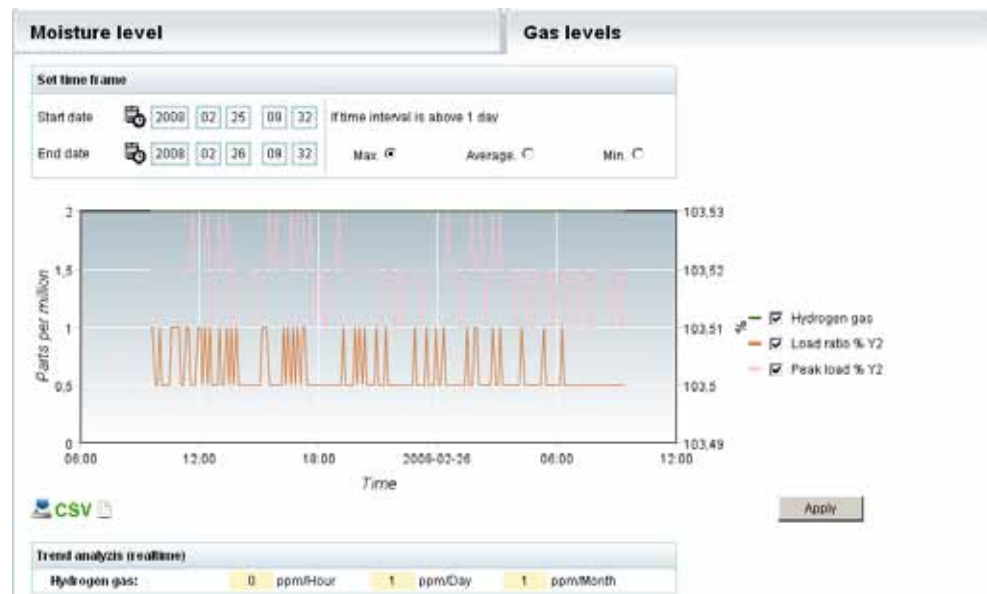 Moisture level
Gas levels
Set time frame
Start date 2008 02 25 09 32 If time interval is above 1 day
End date 2008 02 26 09 32 Max. Average. Min.
2
1,5
1
0.5
0
Parts per million
103,53
103,52
103,51
103,5
103,49
%
06:00 12:00 18:00 2008-02-26 06:00 12:00
Time
Hydrogen gas
Load ratio % Y2
Peak load % Y2
CSV
Apply
Trend analyzis (realtime)
Hydrogen gas: 0 ppm/Hour 1 ppm/Day 1 ppm/Month